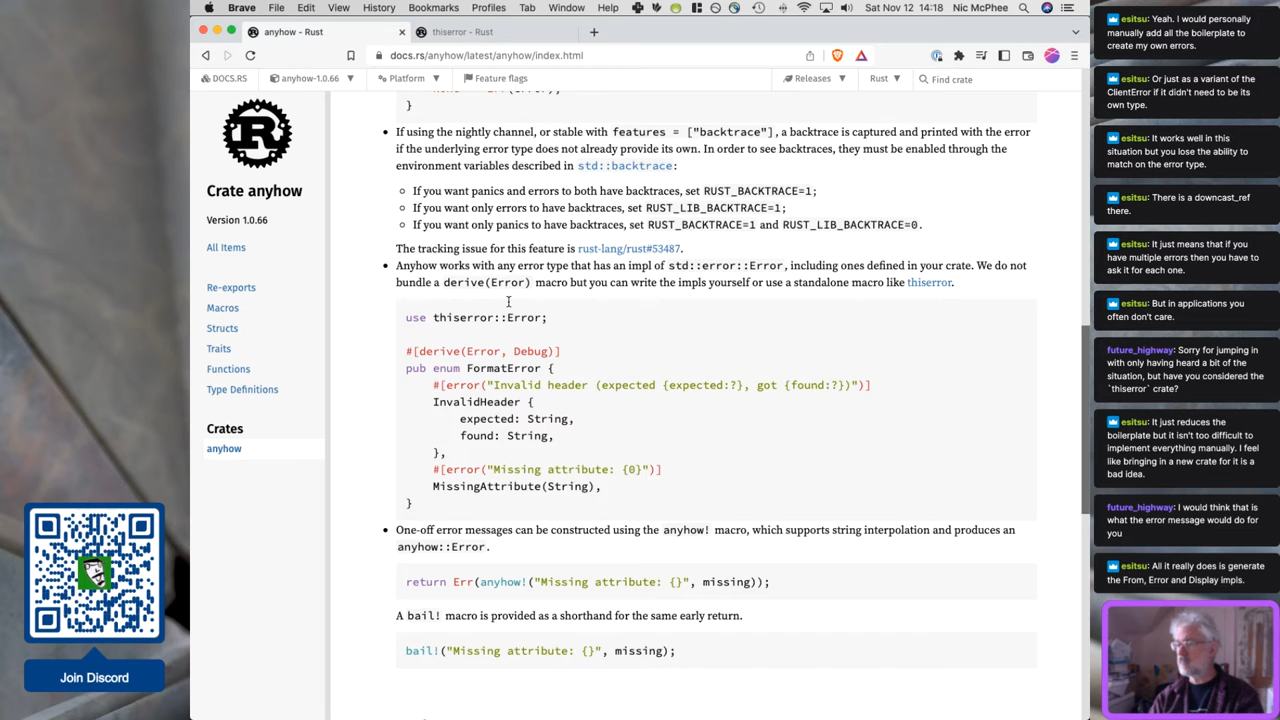 Brave File Edit View History Bookmarks Profiles Tab Window Help Sat Nov 12 14:18 Nic McPhee
anyhow - Rust
thiserror - Rust
docs.rs/anyhow/latest/anyhow/index.html
DOCS.RS anyhow-1.0.66 Platform Feature flags Releases Rust Find crate
Crate anyhow
Version 1.0.66
All Items
Re-exports
Macros
Structs
Traits
Functions
Type Definitions
Crates
anyhow
}
If using the nightly channel, or stable with features = ["backtrace"], a backtrace is captured and printed with the error
if the underlying error type does not already provide its own. In order to see backtraces, they must be enabled through the
environment variables described in std::backtrace:
If you want panics and errors to both have backtraces, set RUST_BACKTRACE=1;
If you want only errors to have backtraces, set RUST_LIB_BACKTRACE=1;
If you want only panics to have backtraces, set RUST_BACKTRACE=1 and RUST_LIB_BACKTRACE=0.
The tracking issue for this feature is rust-lang/rust#53487.
Anyhow works with any error type that has an impl of std::error::Error, including ones defined in your crate. We do not
bundle a derive(Error) macro but you can write the impls yourself or use a standalone macro like thiserror.
use thiserror::Error;
#[derive(Error, Debug)]
pub enum FormatError {
#[error("Invalid header (expected {expected:?}, got {found:?})")]
InvalidHeader {
expected: String,
found: String,
},
#[error("Missing attribute: {0}")]
MissingAttribute(String),
}
One-off error messages can be constructed using the anyhow! macro, which supports string interpolation and produces an
anyhow::Error.
return Err(anyhow!("Missing attribute: {}", missing));
A bail! macro is provided as a shorthand for the same early return.
bail!("Missing attribute: {}", missing);
esitsu: Yeah. I would personally
manually add all the boilerplate to
create my own errors.
esitsu: Or just as a variant of the
ClientError if it didn't need to be its
own type.
esitsu: It works well in this
situation but you lose the ability to
match on the error type.
esitsu: There is a downcast_ref
there.
esitsu: It just means that if you
have multiple errors then you have to
ask it for each one.
esitsu: But in applications you
often don't care.
future_highway: Sorry for jumping in
with only having heard a bit of the
situation, but have you considered the
`thiserror` crate?
esitsu: It just reduces the
boilerplate but it isn't too difficult to
implement everything manually. I feel
like bringing in a new crate for it is a
bad idea.
future_highway: I would think that is
what the error message would do for
you
esitsu: All it really does is generate
the From, Error and Display impls.
Join Discord